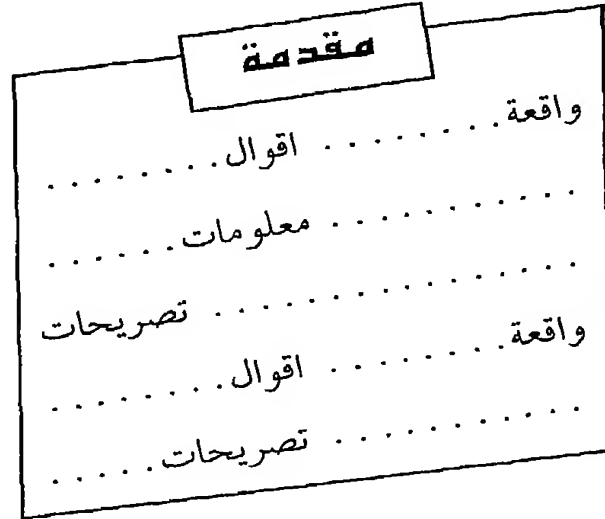 مقدمة
واقعة. . . . . . . . اقوال. . . . . . . .
. . . . . . . . . . . معلومات. . . . . .
. . . . . . . . . . . . . . . . تصريحات
واقعة. . . . . . . . اقوال. . . . . . . .
. . . . . . . . . . . تصريحات. . . . .